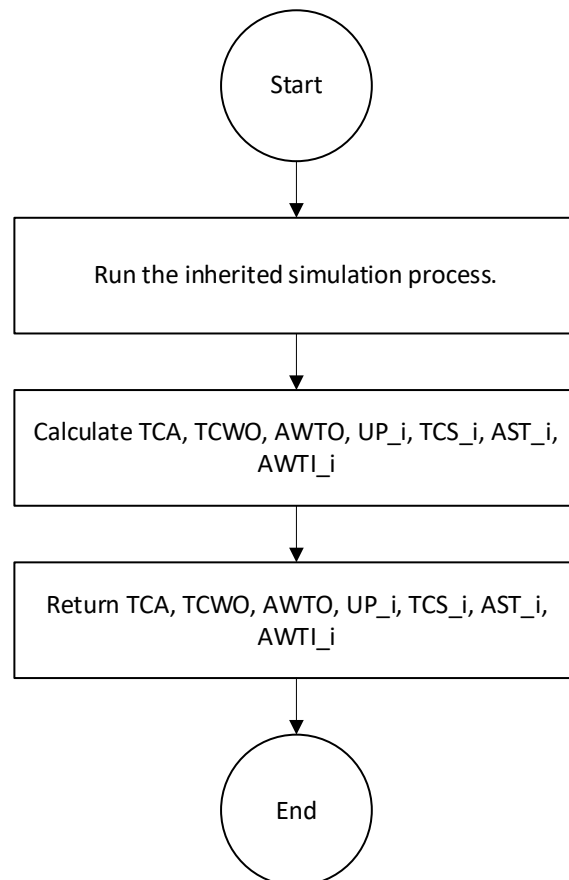 Start
Run the inherited simulation process.
Calculate TCA, TCWO, AWTO, UP_i, TCS_i, AST_i,
AWTI_i
Return TCA, TCWO, AWTO, UP_i, TCS_i, AST_i,
AWTI_i
End